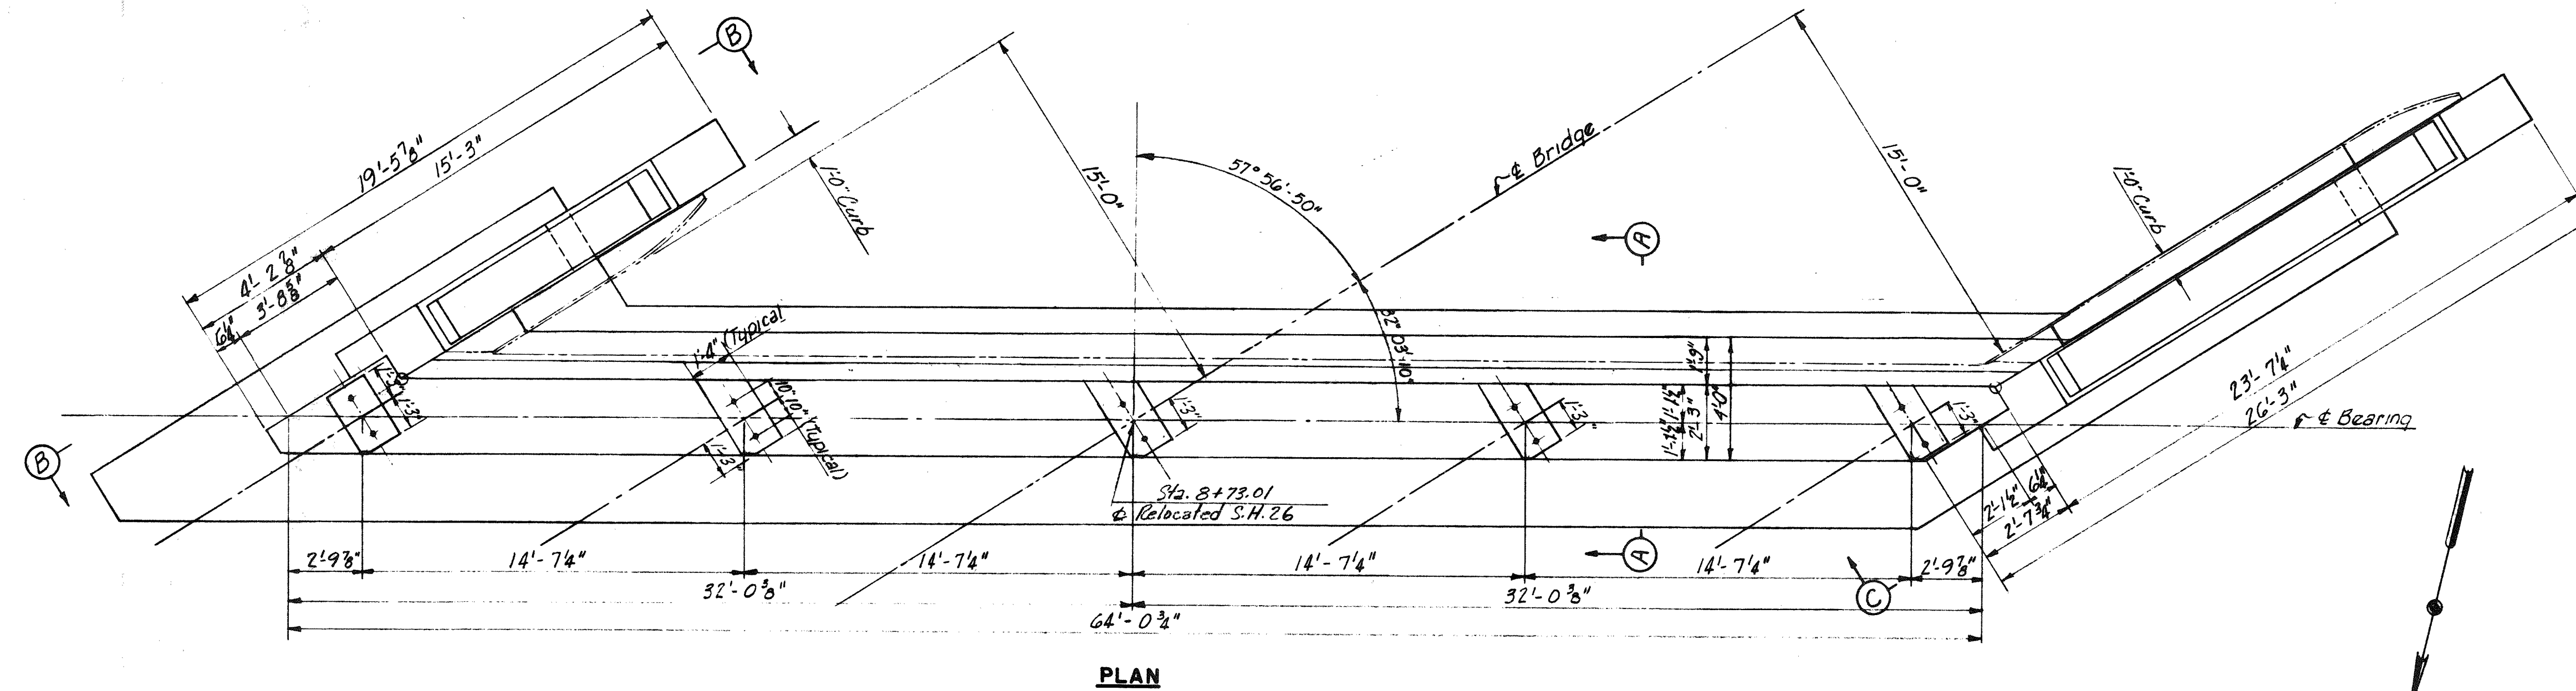 B
19'-5 7/8"
15'-3"
4'-2 7/8"
3'-8 5/8"
6 1/4"
1'-0" Curb
15'-0"
57° 56'-50"
℄ Bridge
15'-0"
A
1'-0" Curb
32° 03'-10"
1'-4" (Typical
1'-3"
1'-3"
10" 10" (Typical)
1'-3"
1'-3"
1'-3"
1'-3"
1'-9"
1'-1 1/2" 1'-1 1/2"
2'-3"
4'-0"
23'-7 1/4"
26'-3"
℄ Bearing
B
Sta. 8+73.01
℄ Relocated S.H. 26
2'-1 1/2" 6 1/4"
2'-7 3/4"
A
C
2'-9 7/8" 14'-7 1/4" 14'-7 1/4" 14'-7 1/4" 14'-7 1/4" 2'-9 7/8"
32'-0 3/8" 32'-0 3/8"
64'-0 3/4"
PLAN